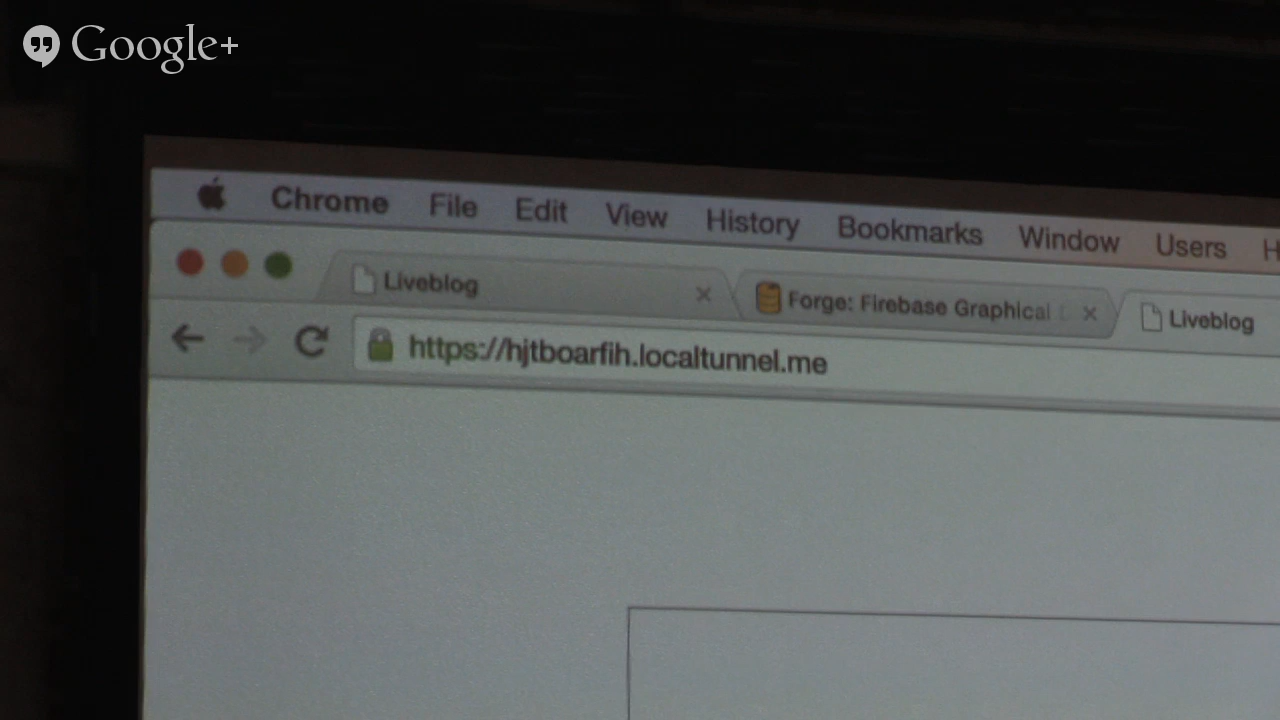 Google+
Chrome File Edit View History Bookmarks Window Users H
Liveblog Forge: Firebase Graphical Liveblog
https://hjtboarfih.localtunnel.me